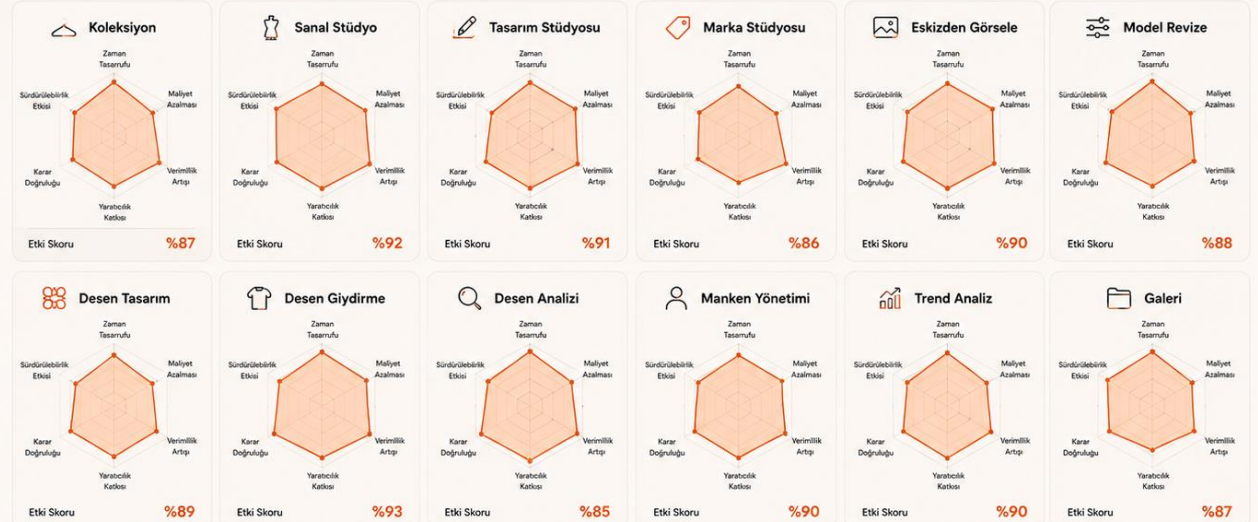 Koleksiyon
Zaman
Tasarrufu
Sürdürülebilirlik
Etkisi
Maliyet
Azalması
Karar
Doğruluğu
Verimlilik
Artışı
Yaratıcılık
Katkısı
Etki Skoru %87
Sanal Stüdyo
Zaman
Tasarrufu
Sürdürülebilirlik
Etkisi
Maliyet
Azalması
Karar
Doğruluğu
Verimlilik
Artışı
Yaratıcılık
Katkısı
Etki Skoru %92
Tasarım Stüdyosu
Zaman
Tasarrufu
Sürdürülebilirlik
Etkisi
Maliyet
Azalması
Karar
Doğruluğu
Verimlilik
Artışı
Yaratıcılık
Katkısı
Etki Skoru %91
Marka Stüdyosu
Zaman
Tasarrufu
Sürdürülebilirlik
Etkisi
Maliyet
Azalması
Karar
Doğruluğu
Verimlilik
Artışı
Yaratıcılık
Katkısı
Etki Skoru %86
Eskizden Görsele
Zaman
Tasarrufu
Sürdürülebilirlik
Etkisi
Maliyet
Azalması
Karar
Doğruluğu
Verimlilik
Artışı
Yaratıcılık
Katkısı
Etki Skoru %90
Model Revize
Zaman
Tasarrufu
Sürdürülebilirlik
Etkisi
Maliyet
Azalması
Karar
Doğruluğu
Verimlilik
Artışı
Yaratıcılık
Katkısı
Etki Skoru %88
Desen Tasarım
Zaman
Tasarrufu
Sürdürülebilirlik
Etkisi
Maliyet
Azalması
Karar
Doğruluğu
Verimlilik
Artışı
Yaratıcılık
Katkısı
Etki Skoru %89
Desen Giydirme
Zaman
Tasarrufu
Sürdürülebilirlik
Etkisi
Maliyet
Azalması
Karar
Doğruluğu
Verimlilik
Artışı
Yaratıcılık
Katkısı
Etki Skoru %93
Desen Analizi
Zaman
Tasarrufu
Sürdürülebilirlik
Etkisi
Maliyet
Azalması
Karar
Doğruluğu
Verimlilik
Artışı
Yaratıcılık
Katkısı
Etki Skoru %85
Manken Yönetimi
Zaman
Tasarrufu
Sürdürülebilirlik
Etkisi
Maliyet
Azalması
Karar
Doğruluğu
Verimlilik
Artışı
Yaratıcılık
Katkısı
Etki Skoru %90
Trend Analiz
Zaman
Tasarrufu
Sürdürülebilirlik
Etkisi
Maliyet
Azalması
Karar
Doğruluğu
Verimlilik
Artışı
Yaratıcılık
Katkısı
Etki Skoru %90
Galeri
Zaman
Tasarrufu
Sürdürülebilirlik
Etkisi
Maliyet
Azalması
Karar
Doğruluğu
Verimlilik
Artışı
Yaratıcılık
Katkısı
Etki Skoru %87